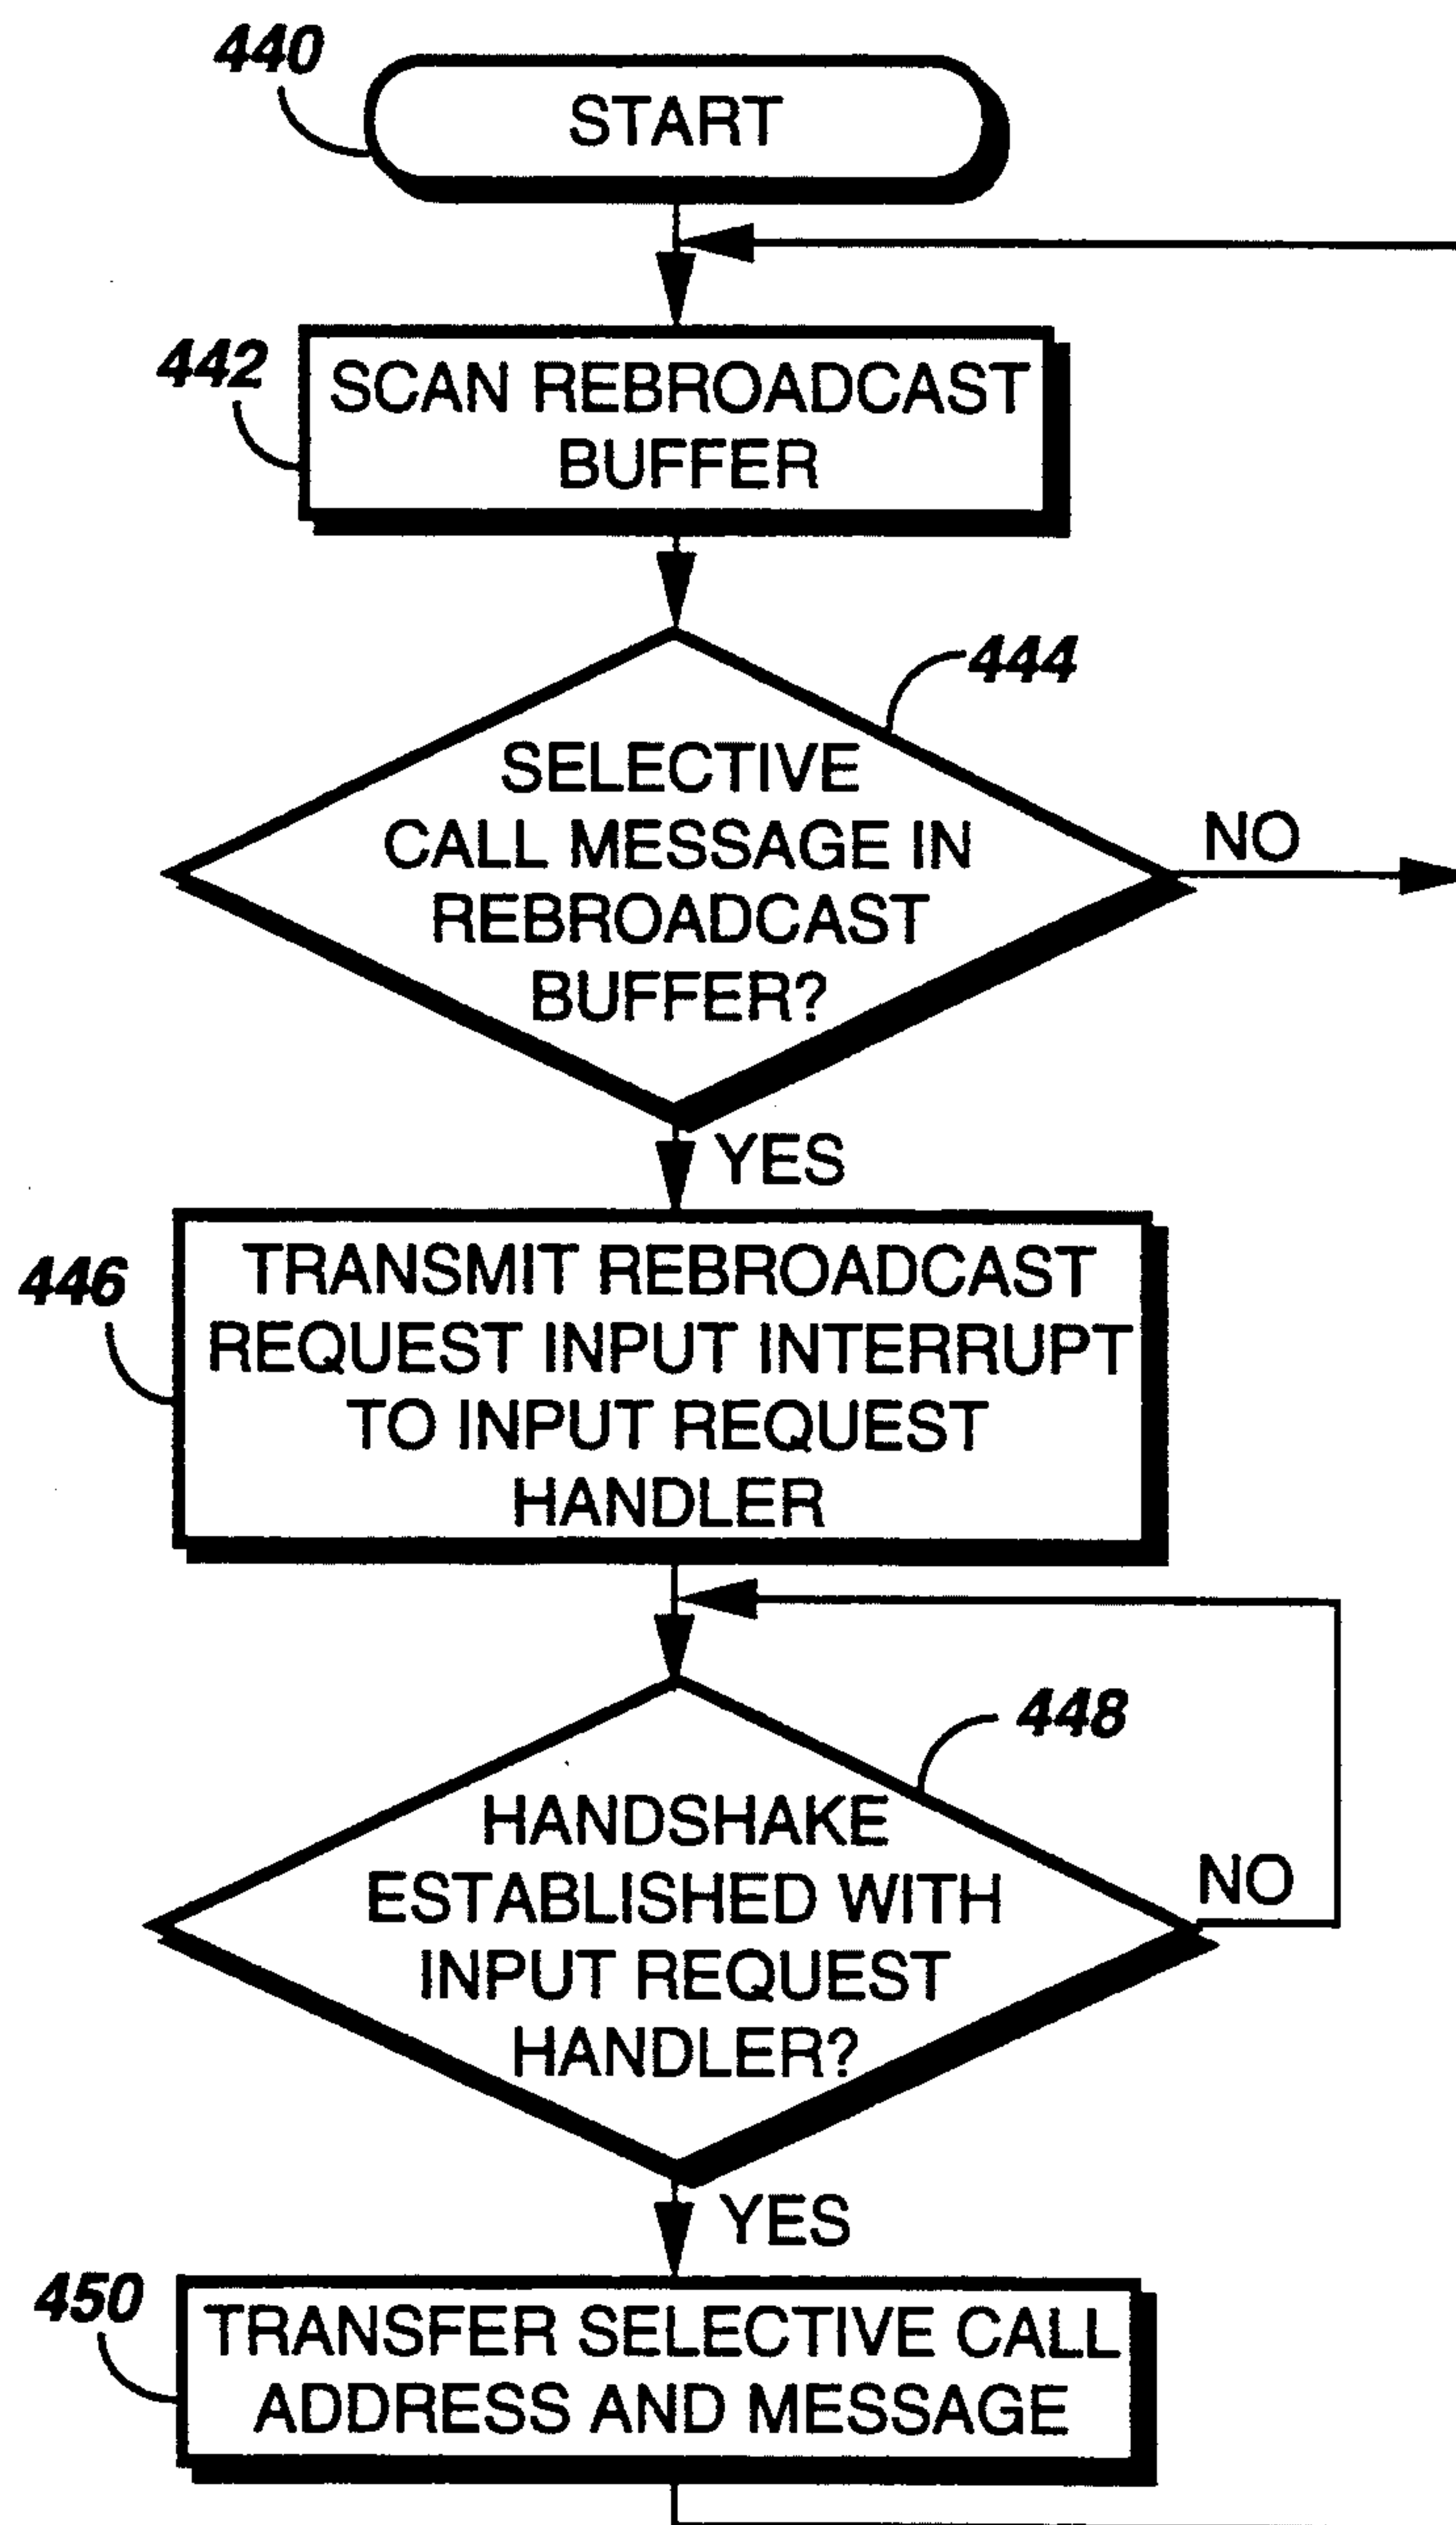 440
START
442
SCAN REBROADCAST
BUFFER
444
SELECTIVE
CALL MESSAGE IN
REBROADCAST
BUFFER?
NO
YES
446
TRANSMIT REBROADCAST
REQUEST INPUT INTERRUPT
TO INPUT REQUEST
HANDLER
448
HANDSHAKE
ESTABLISHED WITH
INPUT REQUEST
HANDLER?
NO
YES
450
TRANSFER SELECTIVE CALL
ADDRESS AND MESSAGE